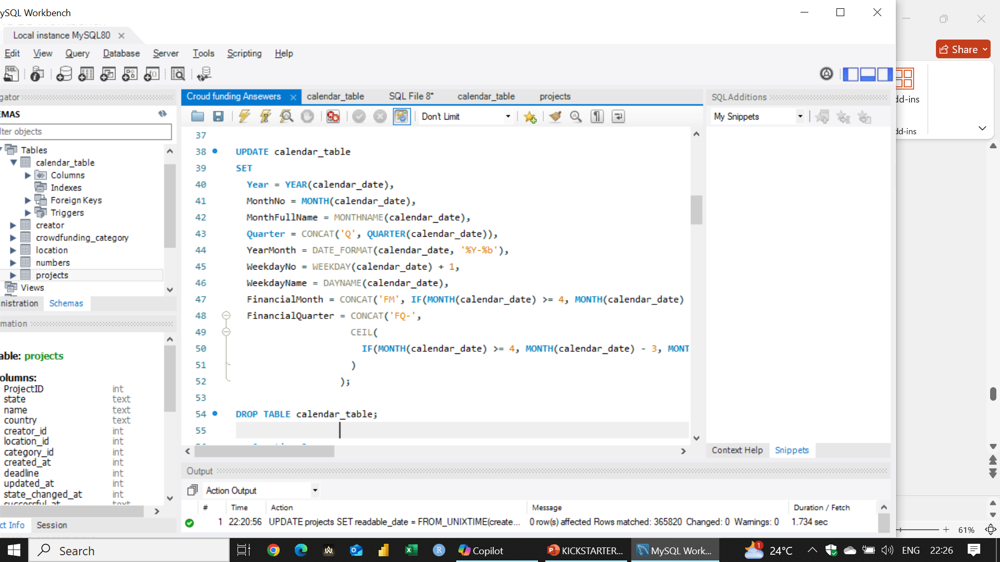 ySQL Workbench
Local instance MySQL80
Edit View Query Database Server Tools Scripting Help
Share
gator
EMAS
lter objects
Tables
calendar_table
Columns
Indexes
Foreign Keys
Triggers
creator
crowdfunding_category
location
numbers
projects
Views
nistration Schemas
mation
able: projects
olumns:
ProjectID int
state text
name text
country text
creator_id int
location_id int
category_id int
created_at int
deadline int
updated_at int
state_changed_at int
successful_at text
ct Info Session
Croud funding Ansewers calendar_table SQL File 8* calendar_table projects
Don't Limit
37
38 UPDATE calendar_table
39 SET
40 Year = YEAR(calendar_date),
41 MonthNo = MONTH(calendar_date),
42 MonthFullName = MONTHNAME(calendar_date),
43 Quarter = CONCAT('Q', QUARTER(calendar_date)),
44 YearMonth = DATE_FORMAT(calendar_date, '%Y-%b'),
45 WeekdayNo = WEEKDAY(calendar_date) + 1,
46 WeekdayName = DAYNAME(calendar_date),
47 FinancialMonth = CONCAT('FM', IF(MONTH(calendar_date) >= 4, MONTH(calendar_date)
48 FinancialQuarter = CONCAT('FQ-',
49 CEIL(
50 IF(MONTH(calendar_date) >= 4, MONTH(calendar_date) - 3, MONT
51 )
52 );
53
54 DROP TABLE calendar_table;
55
SQLAdditions
My Snippets
Context Help Snippets
dd-ins
dd-ins
Output
Action Output
# Time Action Message Duration / Fetch
1 22:20:56 UPDATE projects SET readable_date = FROM_UNIXTIME(create... 0 row(s) affected Rows matched: 365820 Changed: 0 Warnings: 0 1.734 sec
61%
Search
Copilot
KICKSTARTER...
MySQL Work...
1
24°C
ENG
22:26